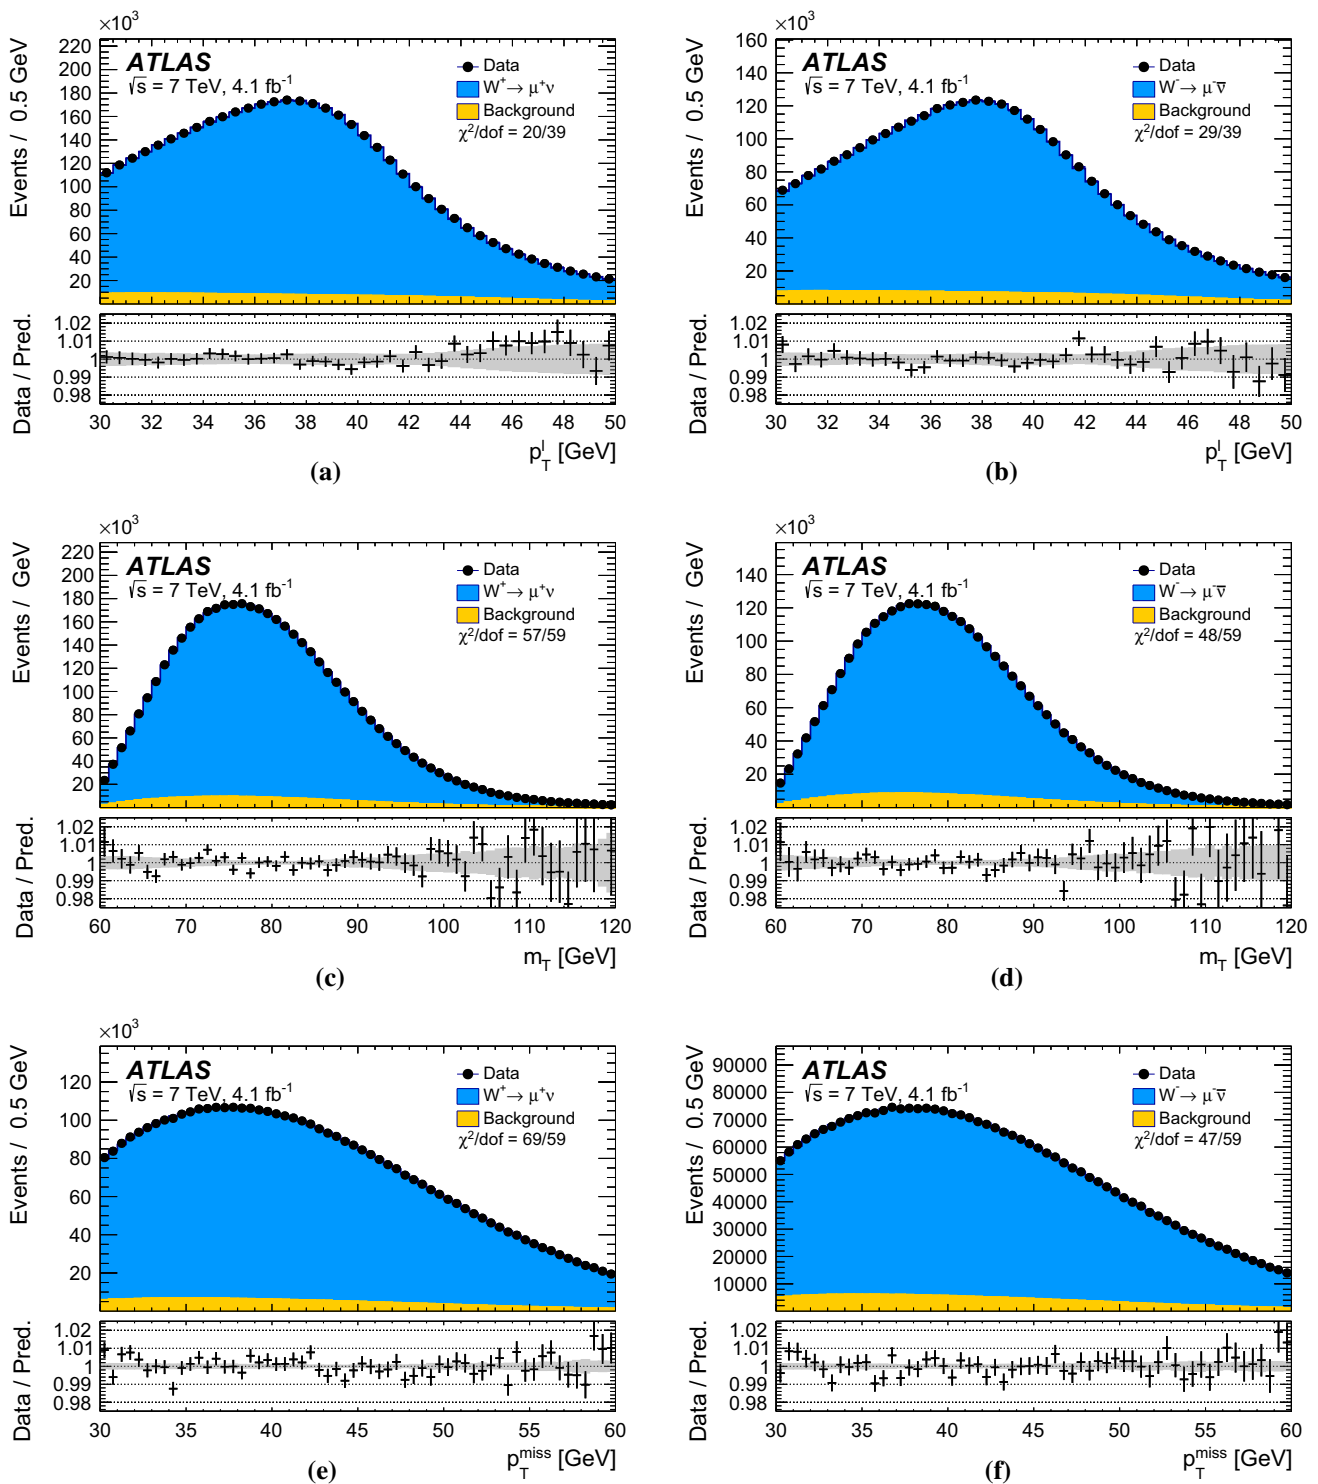 ×10³
Events / 0.5 GeV
220
200
180
160
140
120
100
80
60
40
20
ATLAS
√s = 7 TeV, 4.1 fb⁻¹
Data
W⁺→ μ⁺ν
Background
χ²/dof = 20/39
Data / Pred.
1.02
1.01
1
0.99
0.98
30 32 34 36 38 40 42 44 46 48 50
p_T^l [GeV]
(a)
×10³
Events / 0.5 GeV
160
140
120
100
80
60
40
20
ATLAS
√s = 7 TeV, 4.1 fb⁻¹
Data
W⁻→ μ⁻ν̅
Background
χ²/dof = 29/39
Data / Pred.
1.02
1.01
1
0.99
0.98
30 32 34 36 38 40 42 44 46 48 50
p_T^l [GeV]
(b)
×10³
Events / GeV
220
200
180
160
140
120
100
80
60
40
20
ATLAS
√s = 7 TeV, 4.1 fb⁻¹
Data
W⁺→ μ⁺ν
Background
χ²/dof = 57/59
Data / Pred.
1.02
1.01
1
0.99
0.98
60 70 80 90 100 110 120
m_T [GeV]
(c)
×10³
Events / GeV
140
120
100
80
60
40
20
ATLAS
√s = 7 TeV, 4.1 fb⁻¹
Data
W⁻→ μ⁻ν̅
Background
χ²/dof = 48/59
Data / Pred.
1.02
1.01
1
0.99
0.98
60 70 80 90 100 110 120
m_T [GeV]
(d)
×10³
Events / 0.5 GeV
120
100
80
60
40
20
ATLAS
√s = 7 TeV, 4.1 fb⁻¹
Data
W⁺→ μ⁺ν
Background
χ²/dof = 69/59
Data / Pred.
1.02
1.01
1
0.99
0.98
30 35 40 45 50 55 60
p_T^miss [GeV]
(e)
Events / 0.5 GeV
90000
80000
70000
60000
50000
40000
30000
20000
10000
ATLAS
√s = 7 TeV, 4.1 fb⁻¹
Data
W⁻→ μ⁻ν̅
Background
χ²/dof = 47/59
Data / Pred.
1.02
1.01
1
0.99
0.98
30 35 40 45 50 55 60
p_T^miss [GeV]
(f)